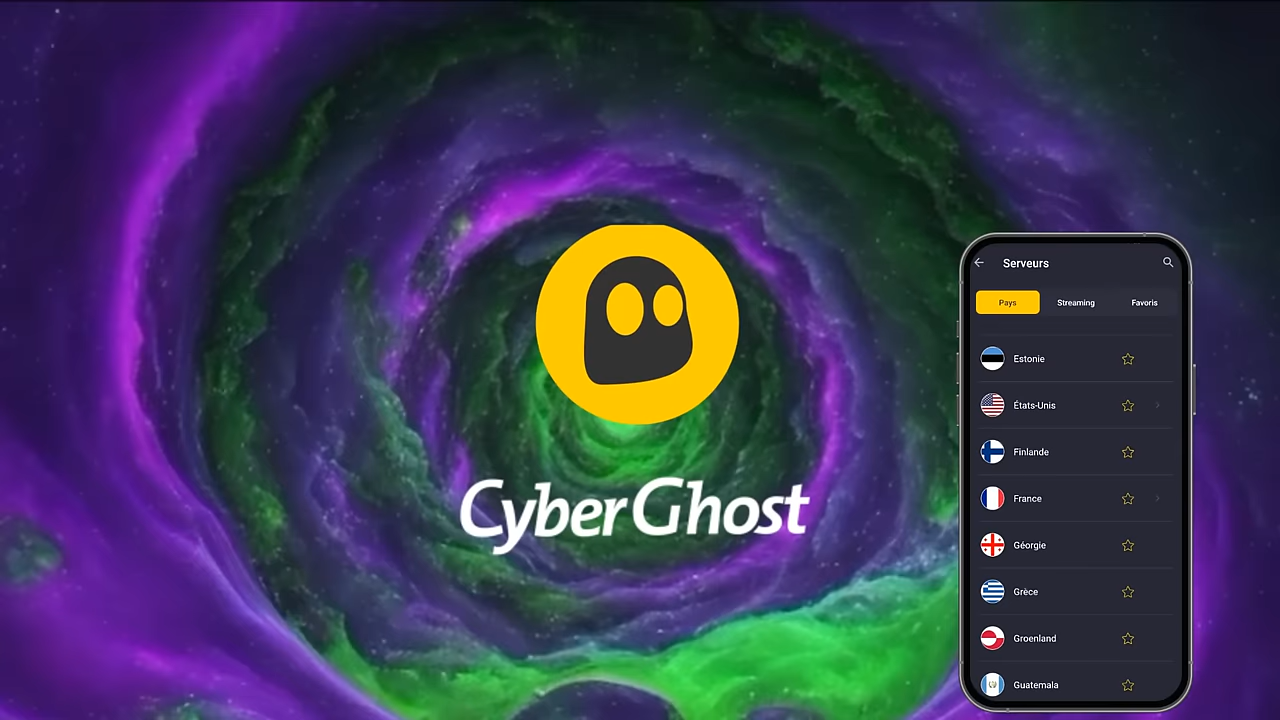 CyberGhost
Serveurs
Pays Streaming Favoris
Estonie
États-Unis
Finlande
France
Géorgie
Grèce
Groenland
Guatemala